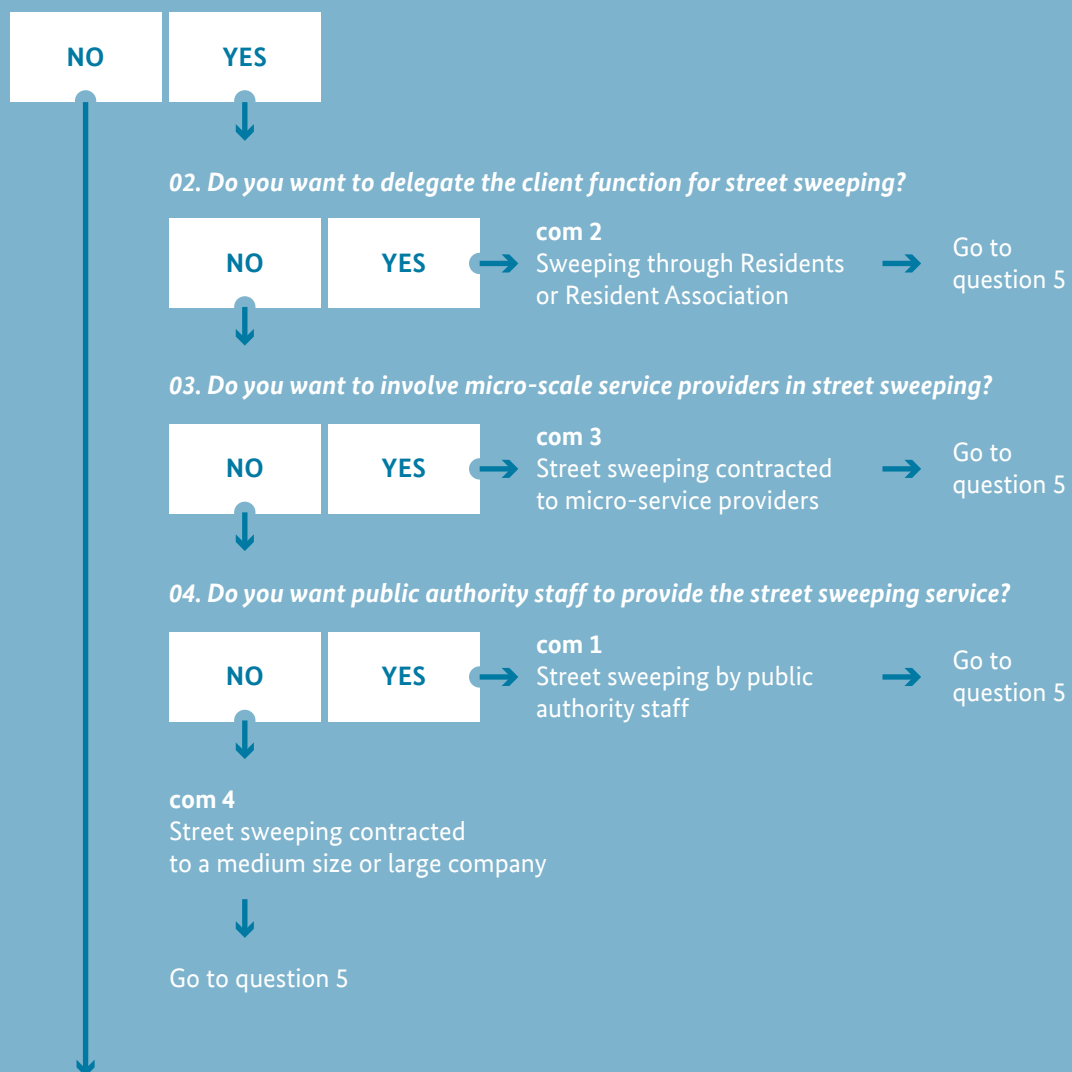 NO
YES
02. Do you want to delegate the client function for street sweeping?
NO
YES
com 2
Sweeping through Residents
or Resident Association
Go to
question 5
03. Do you want to involve micro-scale service providers in street sweeping?
NO
YES
com 3
Street sweeping contracted
to micro-service providers
Go to
question 5
04. Do you want public authority staff to provide the street sweeping service?
NO
YES
com 1
Street sweeping by public
authority staff
Go to
question 5
com 4
Street sweeping contracted
to a medium size or large company
Go to question 5